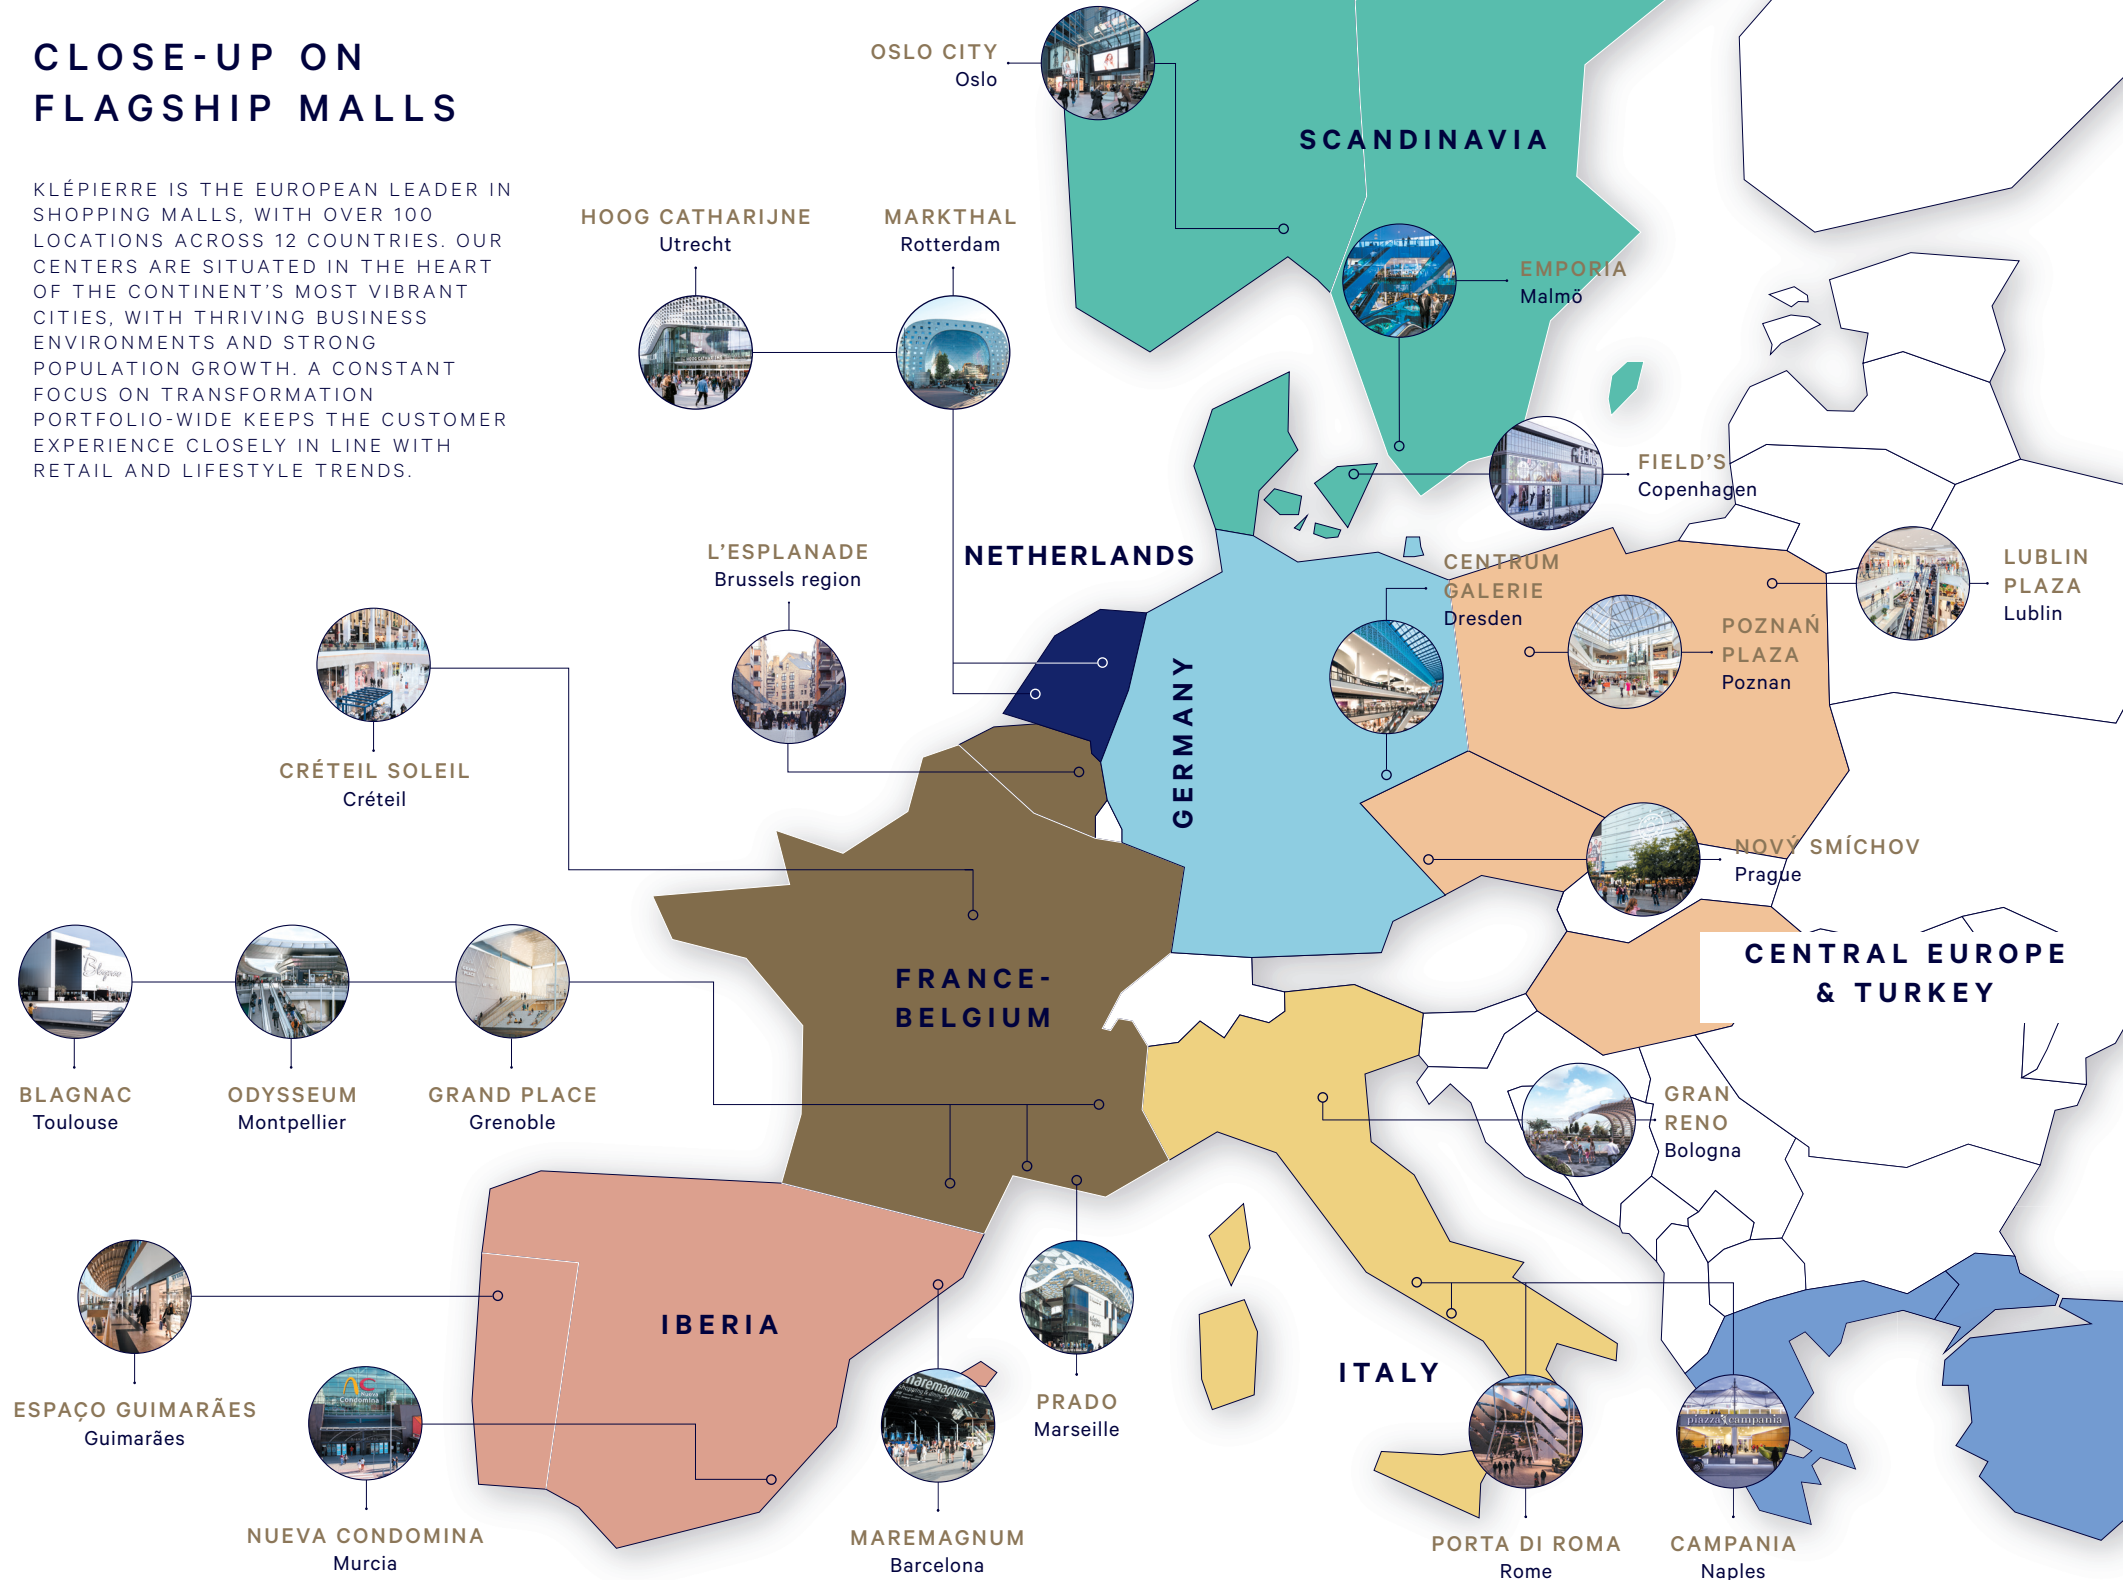 CLOSE-UP ON
FLAGSHIP MALLS
KLÉPIERRE IS THE EUROPEAN LEADER IN
SHOPPING MALLS, WITH OVER 100
LOCATIONS ACROSS 12 COUNTRIES. OUR
CENTERS ARE SITUATED IN THE HEART
OF THE CONTINENT'S MOST VIBRANT
CITIES, WITH THRIVING BUSINESS
ENVIRONMENTS AND STRONG
POPULATION GROWTH. A CONSTANT
FOCUS ON TRANSFORMATION
PORTFOLIO-WIDE KEEPS THE CUSTOMER
EXPERIENCE CLOSELY IN LINE WITH
RETAIL AND LIFESTYLE TRENDS.
OSLO CITY
Oslo
SCANDINAVIA
HOOG CATHARIJNE
Utrecht
MARKTHAL
Rotterdam
EMPORIA
Malmö
FIELD'S
Copenhagen
L'ESPLANADE
Brussels region
NETHERLANDS
CENTRUM
GALERIE
Dresden
LUBLIN
PLAZA
Lublin
POZNAŃ
PLAZA
Poznan
GERMANY
CRÉTEIL SOLEIL
Créteil
NOVÝ SMÍCHOV
Prague
CENTRAL EUROPE
& TURKEY
FRANCE-
BELGIUM
Blagnac
BLAGNAC
Toulouse
ODYSSEUM
Montpellier
GRAND PLACE
Grenoble
GRAN
RENO
Bologna
IBERIA
ITALY
ESPAÇO GUIMARÃES
Guimarães
Nueva
Condomina
NUEVA CONDOMINA
Murcia
maremagnum
MAREMAGNUM
Barcelona
PRADO
Marseille
PORTA DI ROMA
Rome
piazza campania
CAMPANIA
Naples